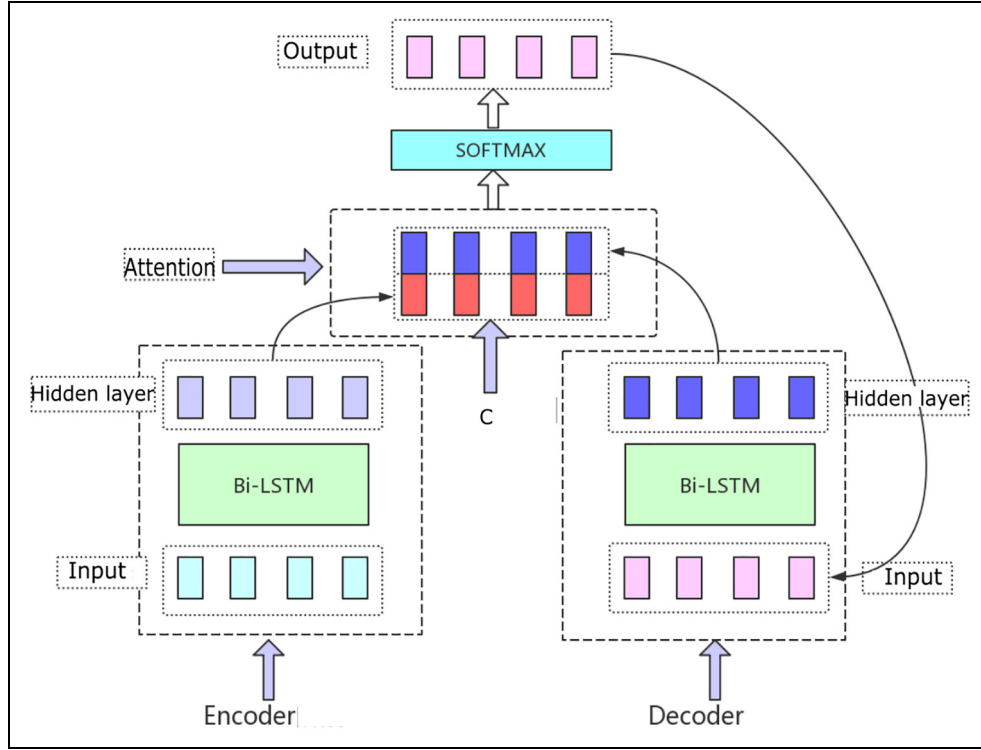 Output
SOFTMAX
Attention
Hidden layer
C
Hidden layer
Bi-LSTM
Bi-LSTM
Input
Input
Encoder
Decoder